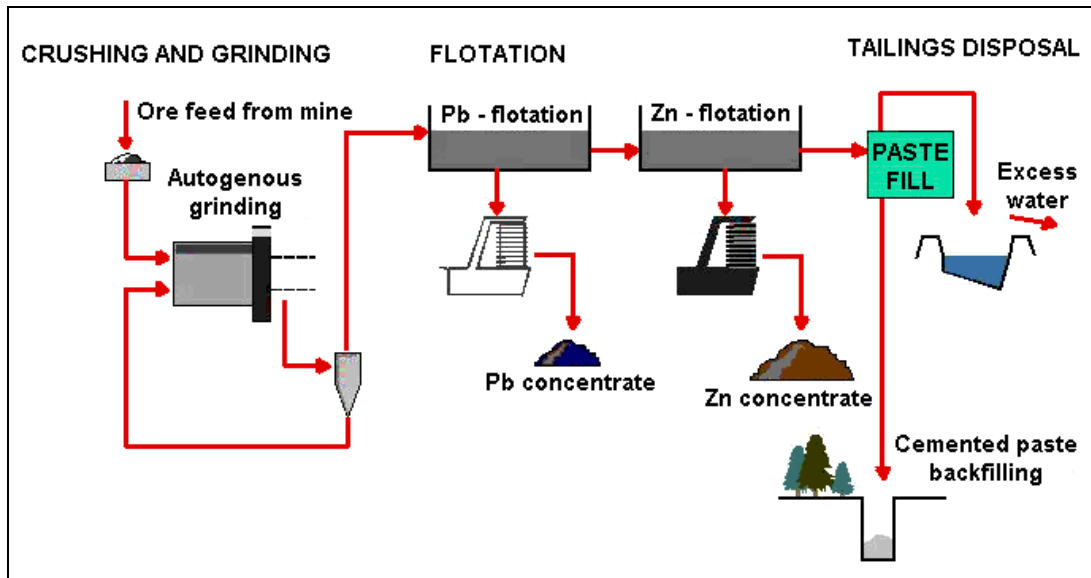 CRUSHING AND GRINDING
FLOTATION
TAILINGS DISPOSAL
Ore feed from mine
Pb - flotation
Zn - flotation
Autogenous
grinding
PASTE
FILL
Excess
water
Pb concentrate
Zn concentrate
Cemented paste
backfilling